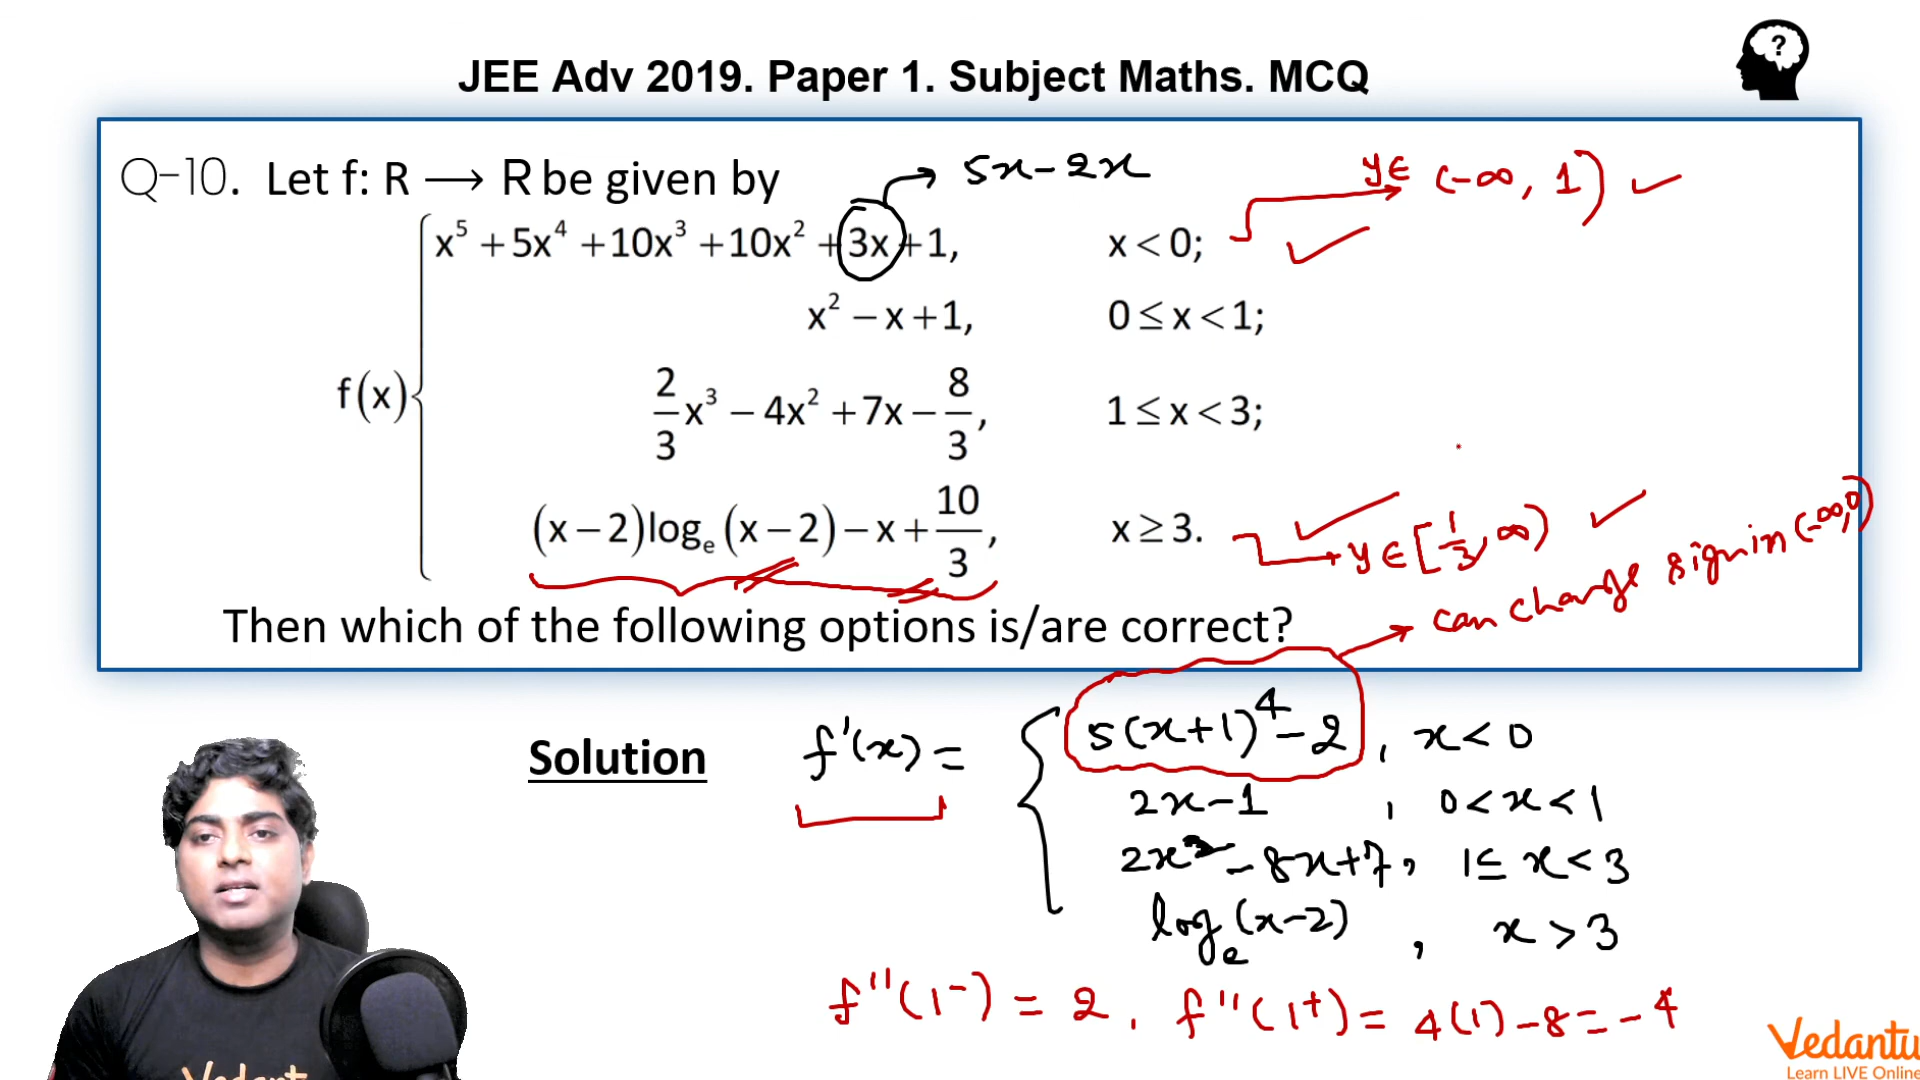 JEE Adv 2019. Paper 1. Subject Maths. MCQ
?
Q-10. Let f: R ⟶ R be given by
5x-2x
y∈ (-∞, 1)
x⁵ +5x⁴ +10x³ +10x² +3x+1, x < 0;
x² − x +1, 0 ≤ x < 1;
f(x) { 2/3 x³ − 4x² + 7x − 8/3, 1 ≤ x < 3;
(x−2)logₑ(x−2)−x+10/3, x ≥ 3.
y∈[1/3, ∞)
can change sign in (-∞,0)
Then which of the following options is/are correct?
Solution
f'(x) = { 5(x+1)⁴-2, x<0
2x-1, 0<x<1
2x²-8x+7, 1≤x<3
logₑ(x-2), x>3
f''(1⁻) = 2, f''(1⁺) = 4(1)-8=-4
Vedantu
Vedantu
Learn LIVE Online